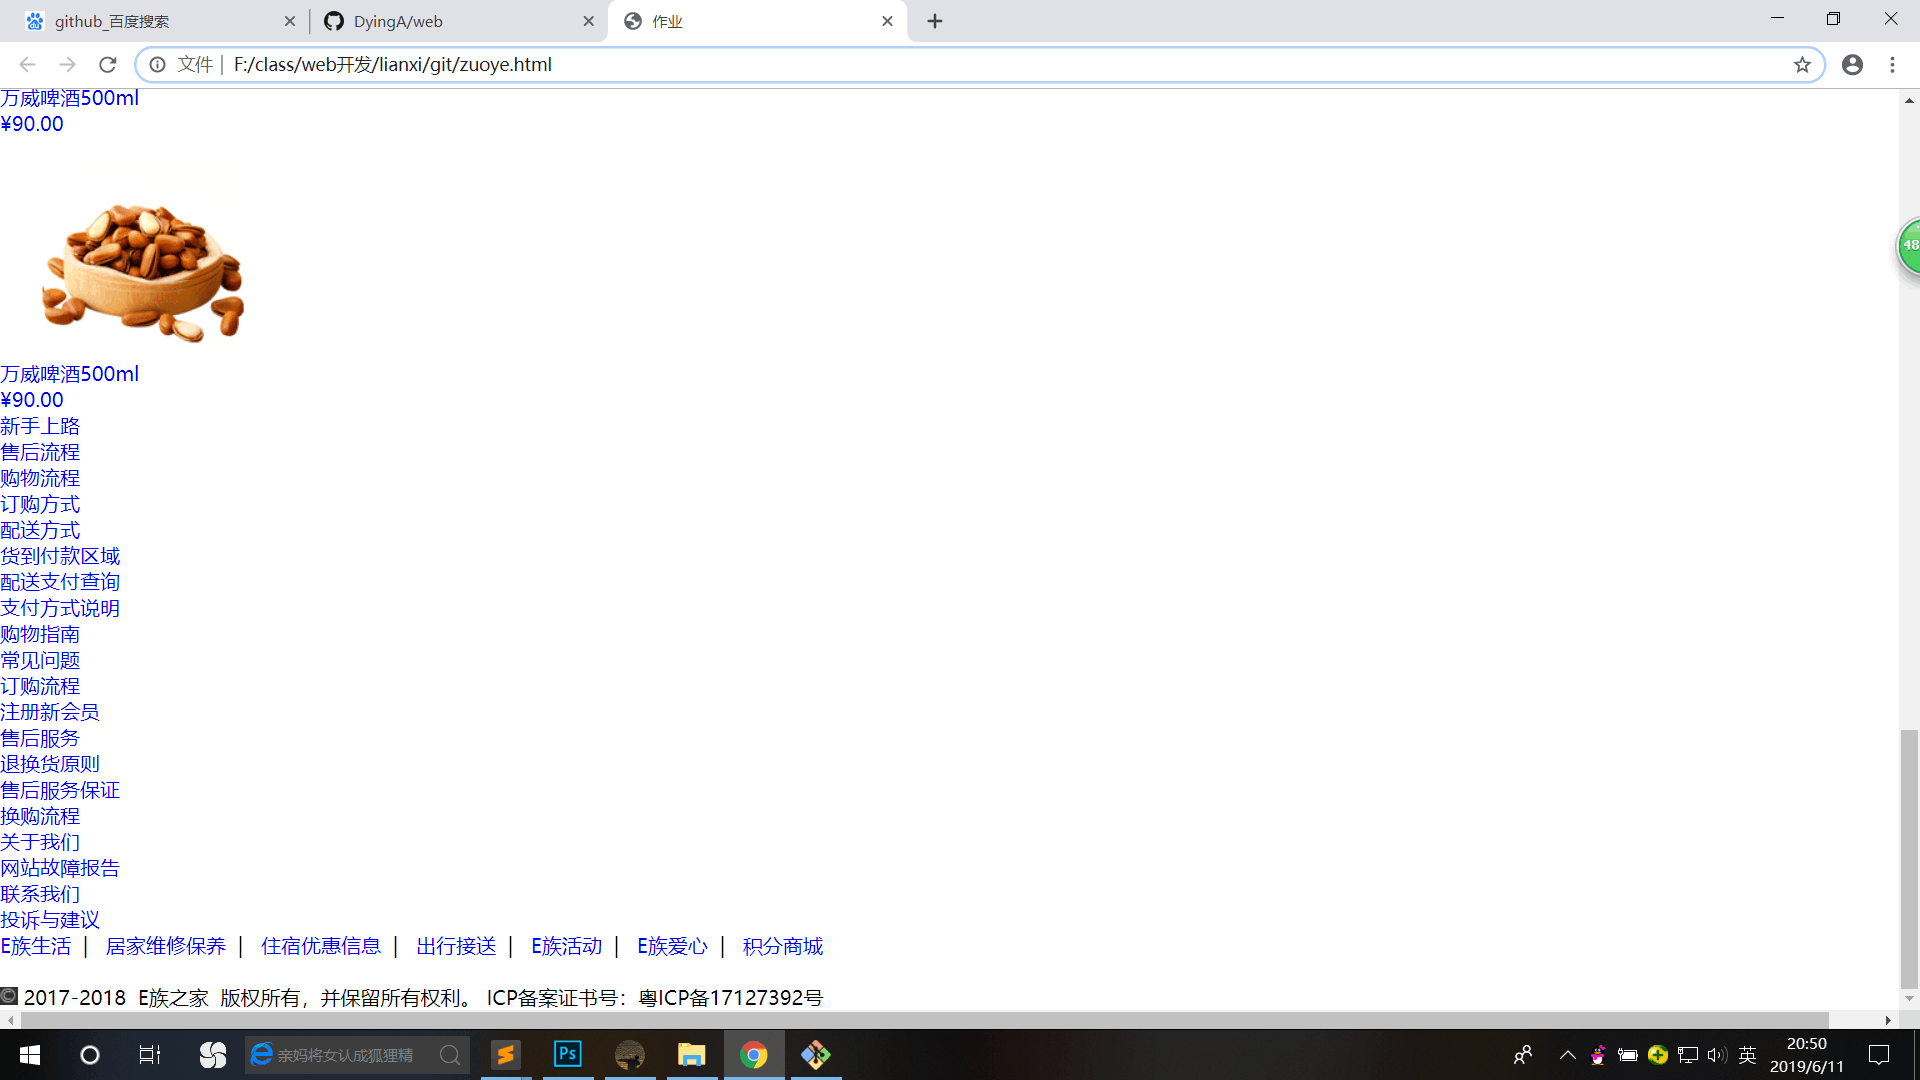 github_百度搜索
DyingA/web
作业
文件 | F:/class/web开发/lianxi/git/zuoye.html
万威啤酒500ml
¥90.00
48
万威啤酒500ml
¥90.00
新手上路
售后流程
购物流程
订购方式
配送方式
货到付款区域
配送支付查询
支付方式说明
购物指南
常见问题
订购流程
注册新会员
售后服务
退换货原则
售后服务保证
换购流程
关于我们
网站故障报告
联系我们
投诉与建议
E族生活 | 居家维修保养 | 住宿优惠信息 | 出行接送 | E族活动 | E族爱心 | 积分商城
© 2017-2018 E族之家 版权所有，并保留所有权利。 ICP备案证书号：粤ICP备17127392号
亲妈将女认成狐狸精
Ps
英
20:50
2019/6/11